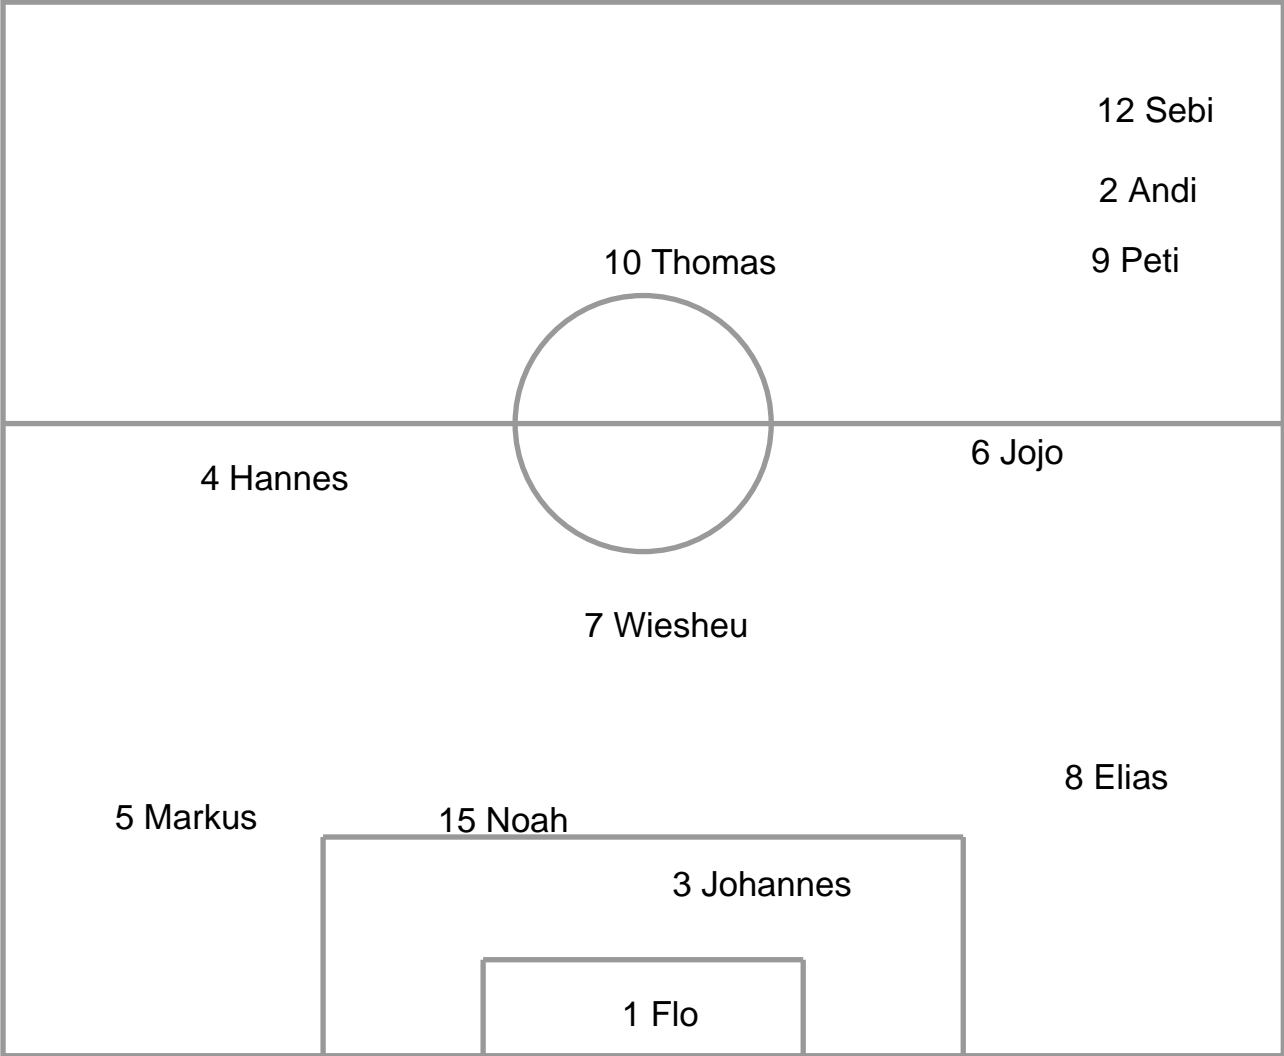 12 Sebi
2 Andi
10 Thomas
9 Peti
6 Jojo
4 Hannes
7 Wiesheu
8 Elias
5 Markus
15 Noah
3 Johannes
1 Flo